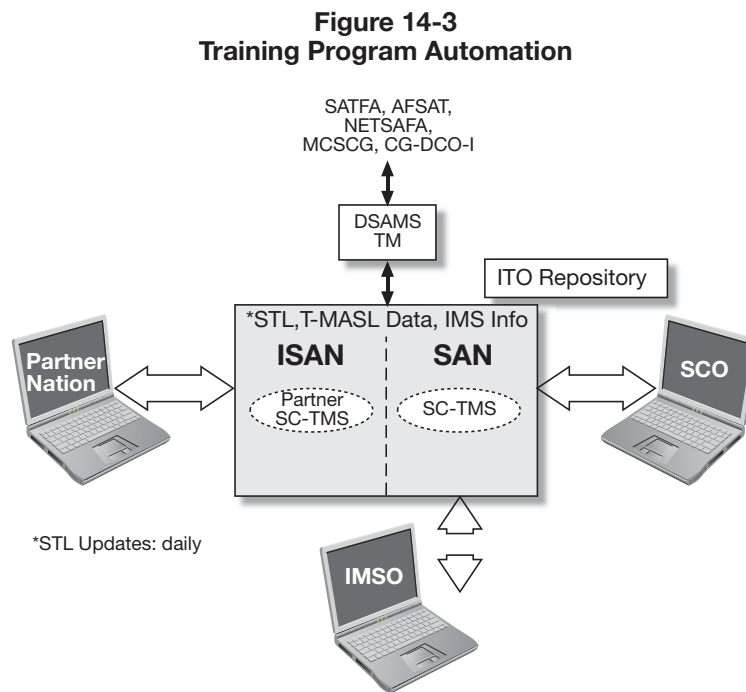 Figure 14-3
Training Program Automation
SATFA, AFSAT,
NETSAFA,
MCSCG, CG-DCO-I
DSAMS
TM
ITO Repository
*STL,T-MASL Data, IMS Info
ISAN
SAN
Partner
SC-TMS
SC-TMS
Partner
Nation
SCO
*STL Updates: daily
IMSO